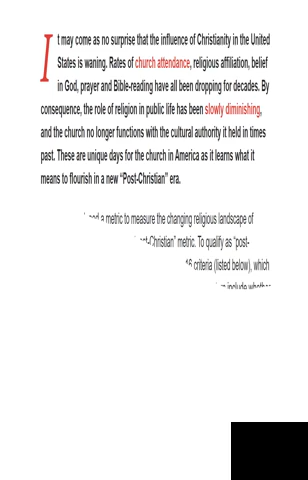 It may come as no surprise that the influence of Christianity in the United
States is waning. Rates of church attendance, religious affiliation, belief
in God, prayer and Bible-reading have all been dropping for decades. By
consequence, the role of religion in public life has been slowly diminishing,
and the church no longer functions with the cultural authority it held in times
past. These are unique days for the church in America as it learns what it
means to flourish in a new “Post-Christian” era.
a metric to measure the changing religious landscape of
metric. To qualify as “post-
criteria (listed below), which
include whether